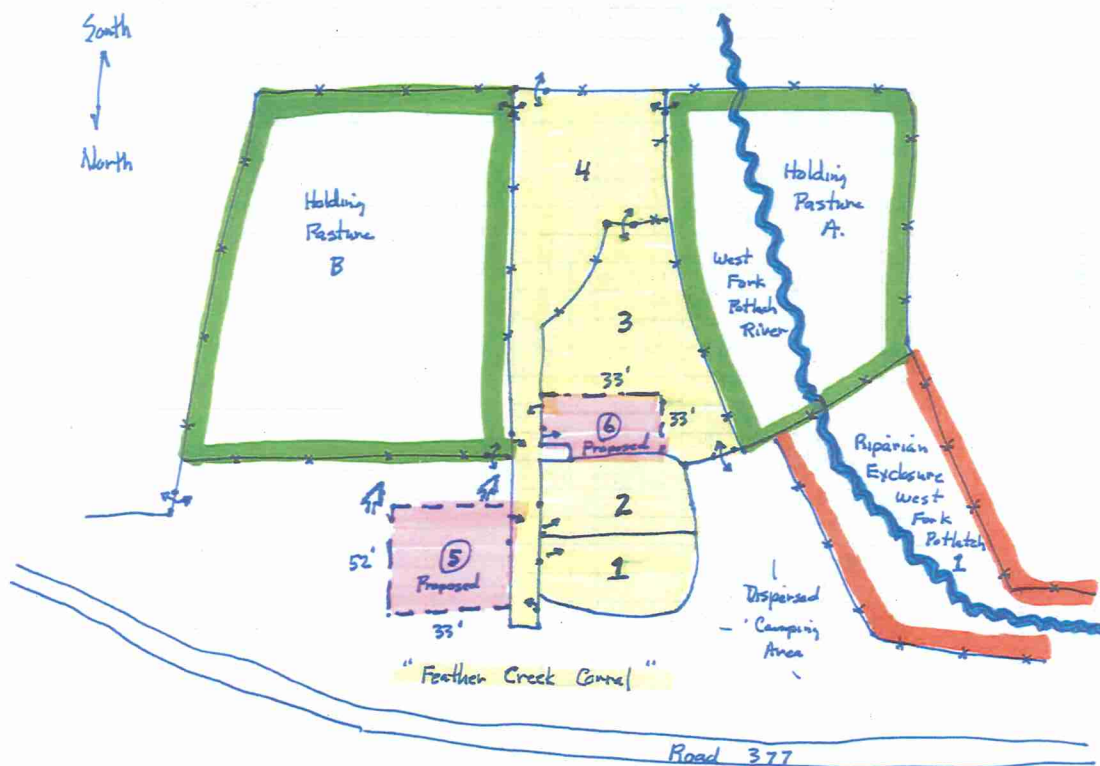 South
North
Holding
Pasture
B
4
Holding
Pasture
A.
West
Fork
Potlatch
River
3
33'
33'
6
Proposed
Riparian
Exclosure
West
Fork
Potlatch
1
2
1
52'
5
Proposed
33'
Dispersed
Camping
Area
"Feather Creek Corral"
Road 377